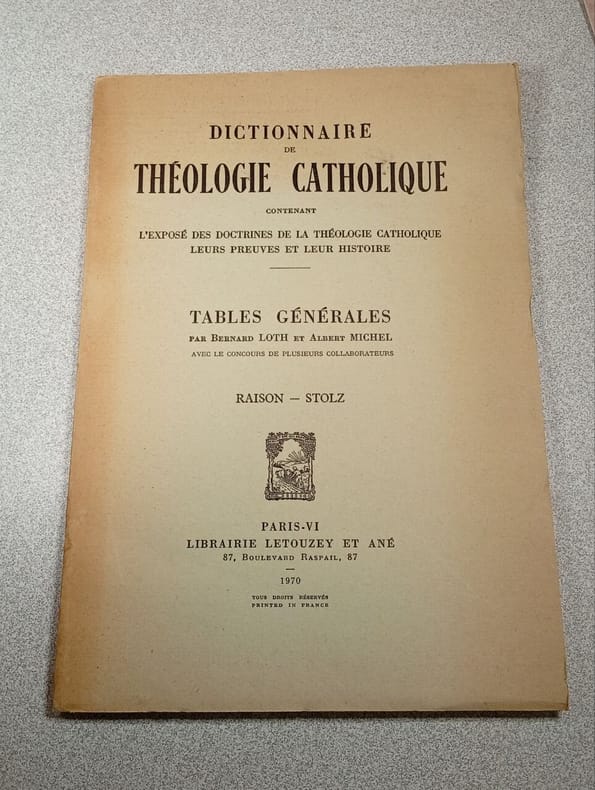 DICTIONNAIRE
DE
THÉOLOGIE CATHOLIQUE
CONTENANT
L'EXPOSÉ DES DOCTRINES DE LA THÉOLOGIE CATHOLIQUE
LEURS PREUVES ET LEUR HISTOIRE
TABLES GÉNÉRALES
PAR BERNARD LOTH ET ALBERT MICHEL
AVEC LE CONCOURS DE PLUSIEURS COLLABORATEURS
RAISON — STOLZ
PARIS-VI
LIBRAIRIE LETOUZEY ET ANÉ
87, BOULEVARD RASPAIL, 87
1970
TOUS DROITS RÉSERVÉS
PRINTED IN FRANCE